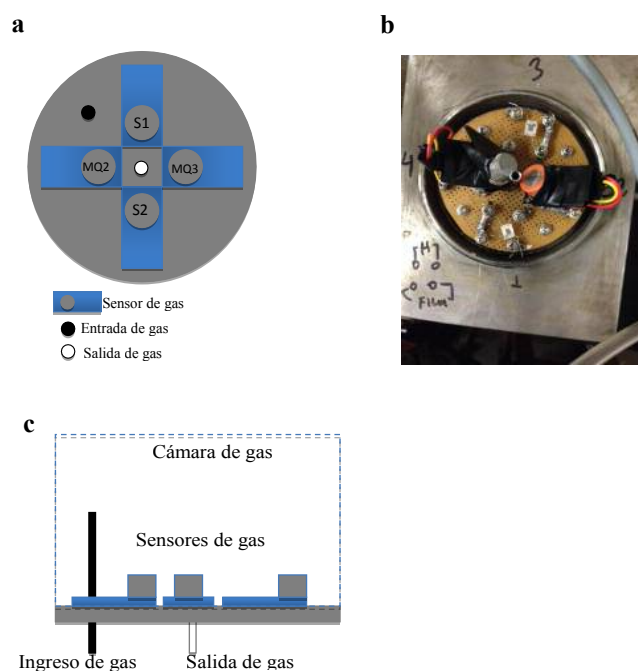 a
S1
MQ2
MQ3
S2
Sensor de gas
Entrada de gas
Salida de gas
b
3
4
1
[H]
Film
c
Cámara de gas
Sensores de gas
Ingreso de gas
Salida de gas